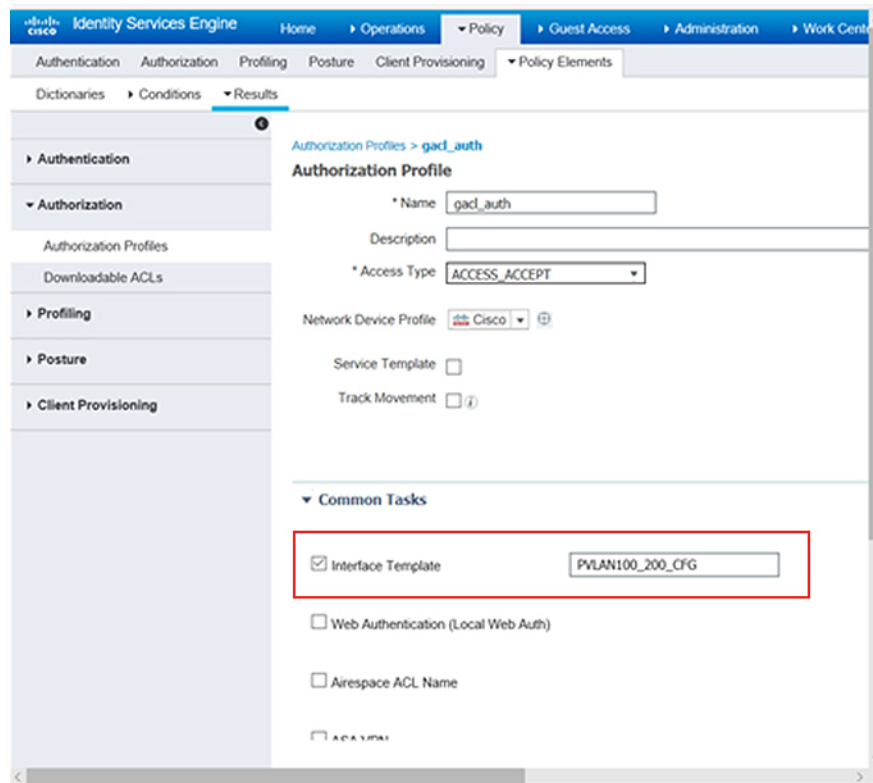 cisco Identity Services Engine Home Operations Policy Guest Access Administration Work Cente
Authentication Authorization Profiling Posture Client Provisioning Policy Elements
Dictionaries Conditions Results
Authentication
Authorization
Authorization Profiles
Downloadable ACLs
Profiling
Posture
Client Provisioning
Authorization Profiles > gacl_auth
Authorization Profile
* Name gacl_auth
Description
* Access Type ACCESS_ACCEPT
Network Device Profile Cisco
Service Template
Track Movement i
Common Tasks
Interface Template PVLAN100_200_CFG
Web Authentication (Local Web Auth)
Airespace ACL Name
ASA VPN